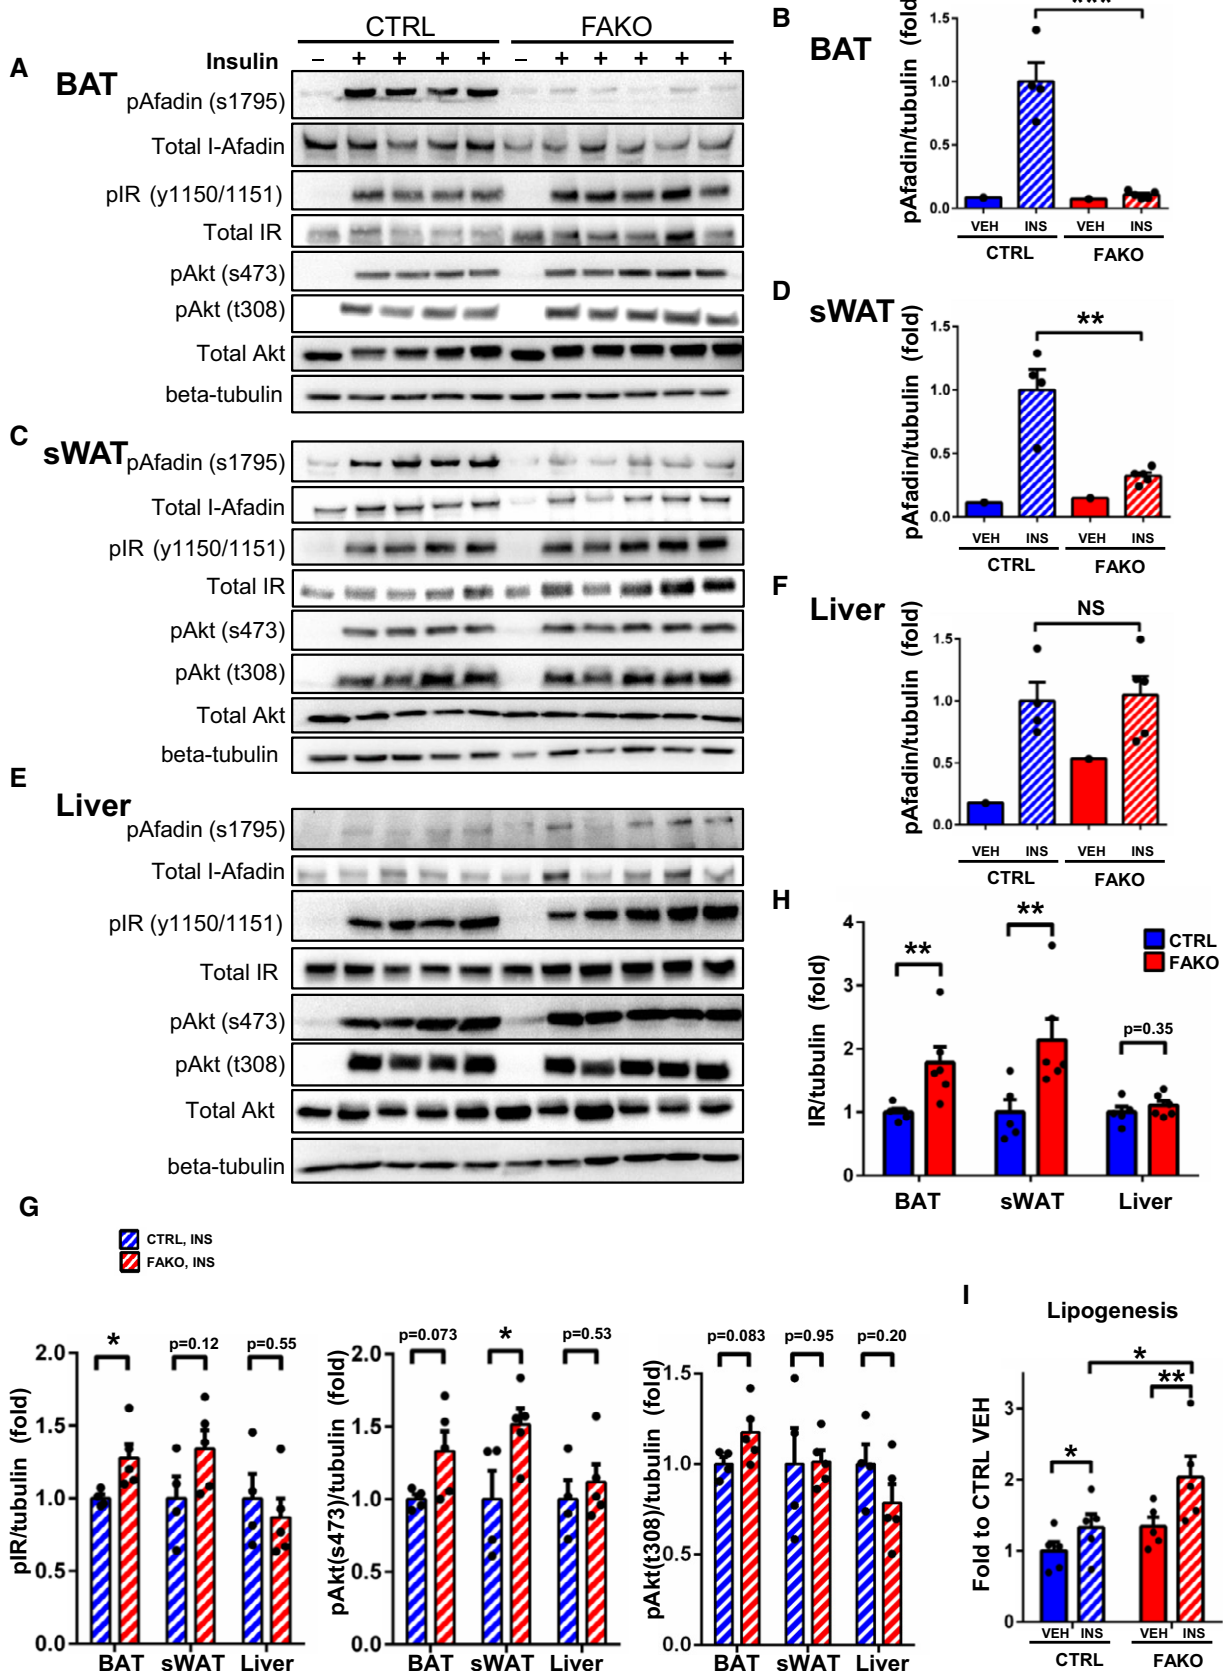 CTRL FAKO
Insulin – + + + + – + + + + +
A
BAT
pAfadin (s1795)
Total l-Afadin
pIR (y1150/1151)
Total IR
pAkt (s473)
pAkt (t308)
Total Akt
beta-tubulin
B
BAT
pAfadin/tubulin (fold)
1.5
1.0
0.5
0.0
VEH INS VEH INS
CTRL FAKO
C
sWAT
pAfadin (s1795)
Total l-Afadin
pIR (y1150/1151)
Total IR
pAkt (s473)
pAkt (t308)
Total Akt
beta-tubulin
D
sWAT
pAfadin/tubulin (fold)
**
1.5
1.0
0.5
0.0
VEH INS VEH INS
CTRL FAKO
E
Liver
pAfadin (s1795)
Total l-Afadin
pIR (y1150/1151)
Total IR
pAkt (s473)
pAkt (t308)
Total Akt
beta-tubulin
F
Liver
pAfadin/tubulin (fold)
NS
1.5
1.0
0.5
0.0
VEH INS VEH INS
CTRL FAKO
H
IR/tubulin (fold)
CTRL
FAKO
** ** p=0.35
4
3
2
1
0
BAT sWAT Liver
G
CTRL, INS
FAKO, INS
pIR/tubulin (fold)
* p=0.12 p=0.55
2.0
1.5
1.0
0.5
0.0
BAT sWAT Liver
pAkt(s473)/tubulin (fold)
p=0.073 * p=0.53
2.0
1.5
1.0
0.5
0.0
BAT sWAT Liver
pAkt(t308)/tubulin (fold)
p=0.083 p=0.95 p=0.20
1.5
1.0
0.5
0.0
BAT sWAT Liver
I
Lipogenesis
Fold to CTRL VEH
*
**
*
3
2
1
0
VEH INS VEH INS
CTRL FAKO